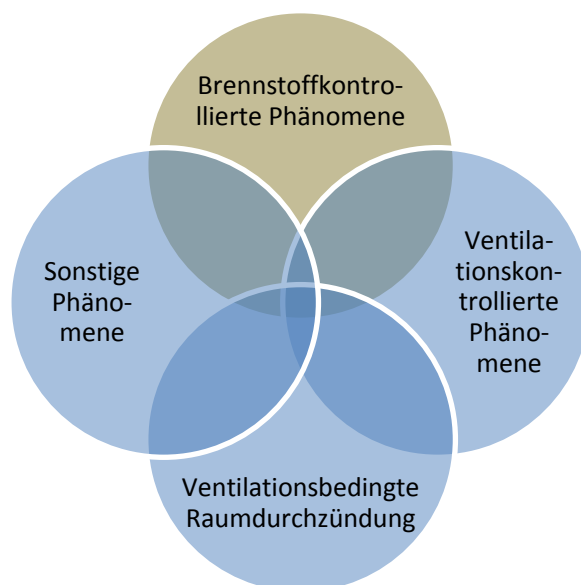 Brennstoffkontro-
llierte Phänomene
Sonstige
Phäno-
mene
Ventila-
tionskon-
trollierte
Phäno-
mene
Ventilationsbedingte
Raumdurchzündung